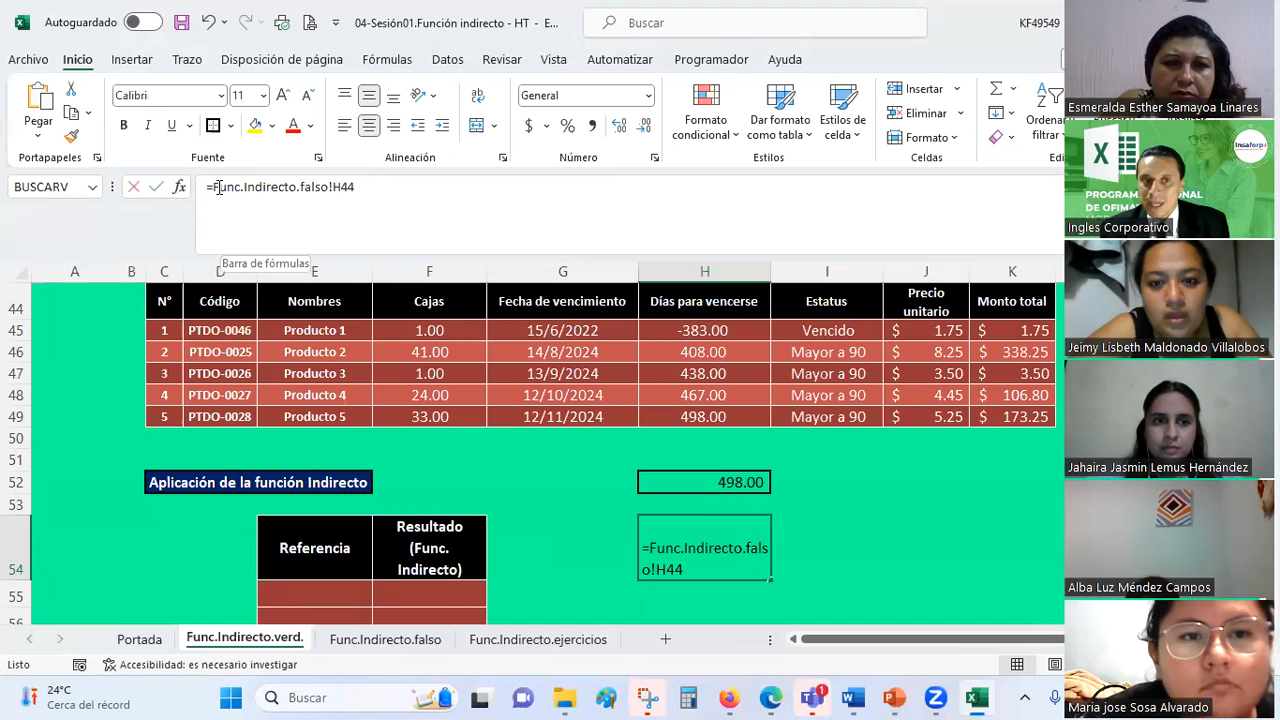 Autoguardado 04-Sesión01.Función indirecto - HT - E... Buscar KF49549
Archivo Inicio Insertar Trazo Disposición de página Fórmulas Datos Revisar Vista Automatizar Programador Ayuda
Pegar Calibri 11 General Formato condicional Dar formato como tabla Estilos de celda Insertar Eliminar Formato Ordenar filtrar
Portapapeles Fuente Alineación Número Estilos Celdas
BUSCARV =Func.Indirecto.falso!H44
Barra de fórmulas
A B C D E F G H I J K
44 N° Código Nombres Cajas Fecha de vencimiento Días para vencerse Estatus Precio unitario Monto total
45 1 PTDO-0046 Producto 1 1.00 15/6/2022 -383.00 Vencido $ 1.75 $ 1.75
46 2 PTDO-0025 Producto 2 41.00 14/8/2024 408.00 Mayor a 90 $ 8.25 $ 338.25
47 3 PTDO-0026 Producto 3 1.00 13/9/2024 438.00 Mayor a 90 $ 3.50 $ 3.50
48 4 PTDO-0027 Producto 4 24.00 12/10/2024 467.00 Mayor a 90 $ 4.45 $ 106.80
49 5 PTDO-0028 Producto 5 33.00 12/11/2024 498.00 Mayor a 90 $ 5.25 $ 173.25
50
51
52 Aplicación de la función Indirecto 498.00
53
54 Referencia Resultado (Func. Indirecto) =Func.Indirecto.falso!H44
55
56
Portada Func.Indirecto.verd. Func.Indirecto.falso Func.Indirecto.ejercicios
Listo Accesibilidad: es necesario investigar
24°C
Cerca del récord
Buscar
1
Esmeralda Esther Samayoa Linares
Insaforp
DE OFIMA
Ingles Corporativo
Jeimy Lisbeth Maldonado Villalobos
Jahaira Jasmin Lemus Hernández
Alba Luz Méndez Campos
Maria jose Sosa Alvarado